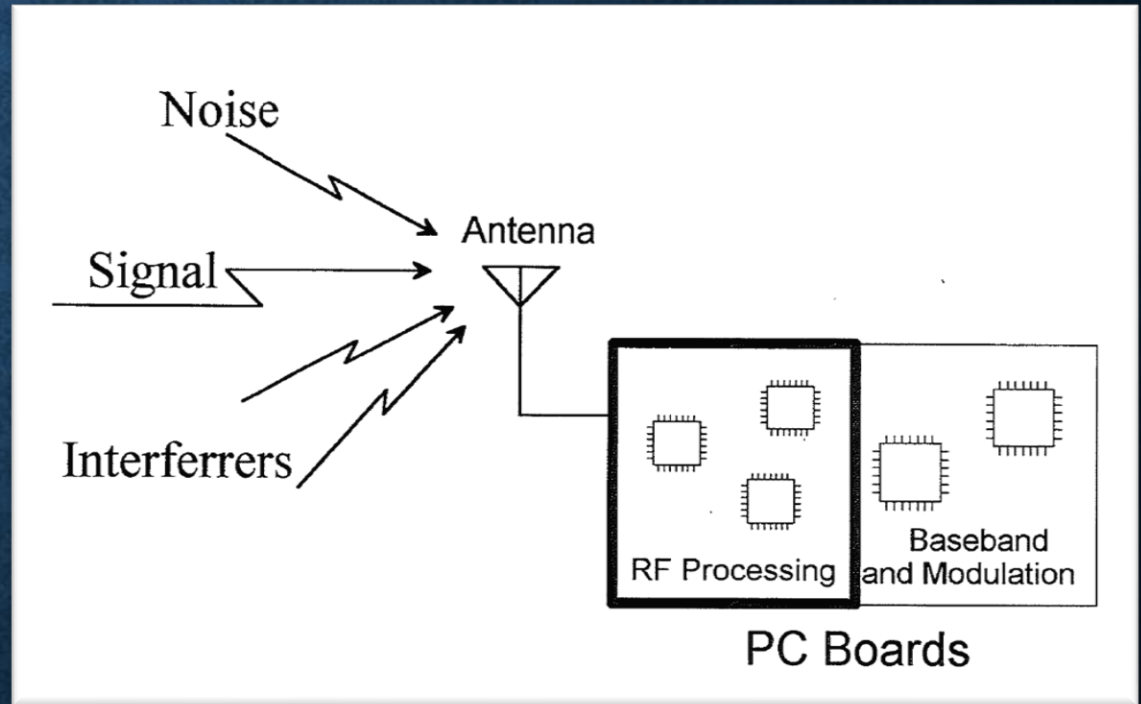 Noise
Antenna
Signal
Interferrers
RF Processing
Baseband
and Modulation
PC Boards